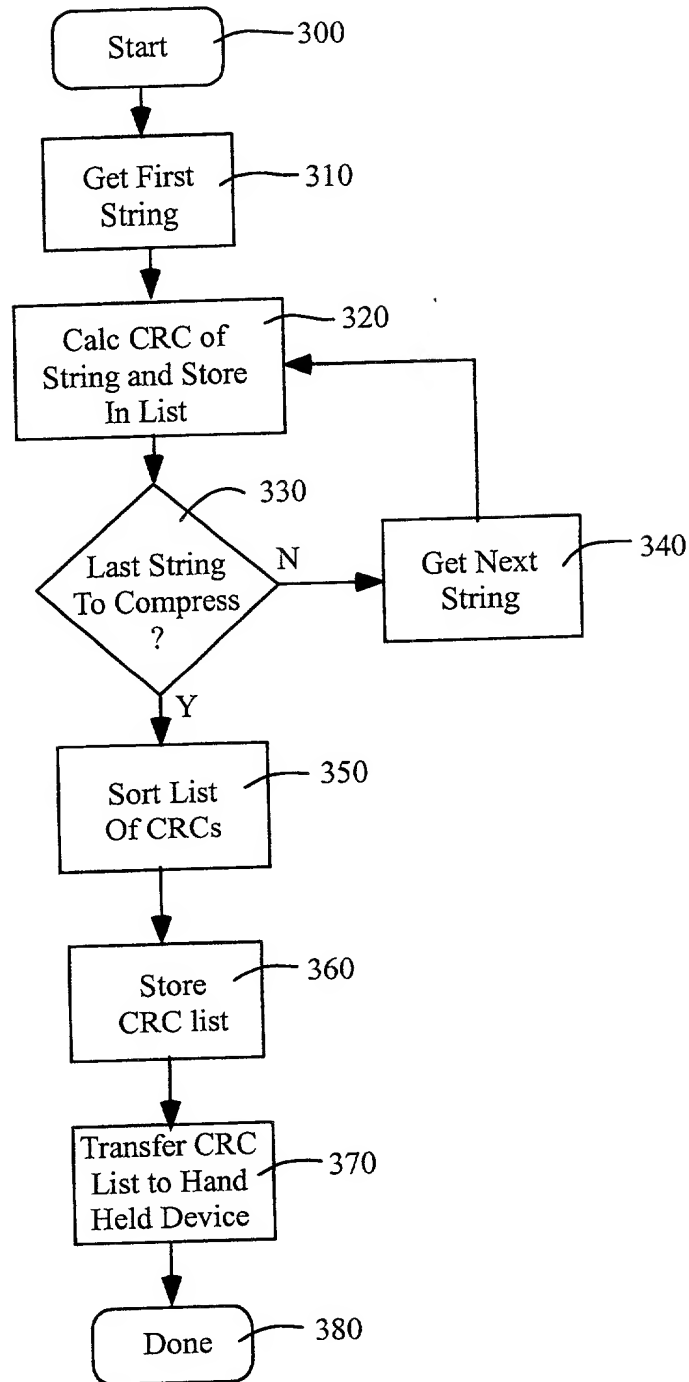 Start
300
Get First
String
310
Calc CRC of
String and Store
In List
320
330
Last String
To Compress
?
N
Get Next
String
340
Y
Sort List
Of CRCs
350
Store
CRC list
360
Transfer CRC
List to Hand
Held Device
370
Done
380